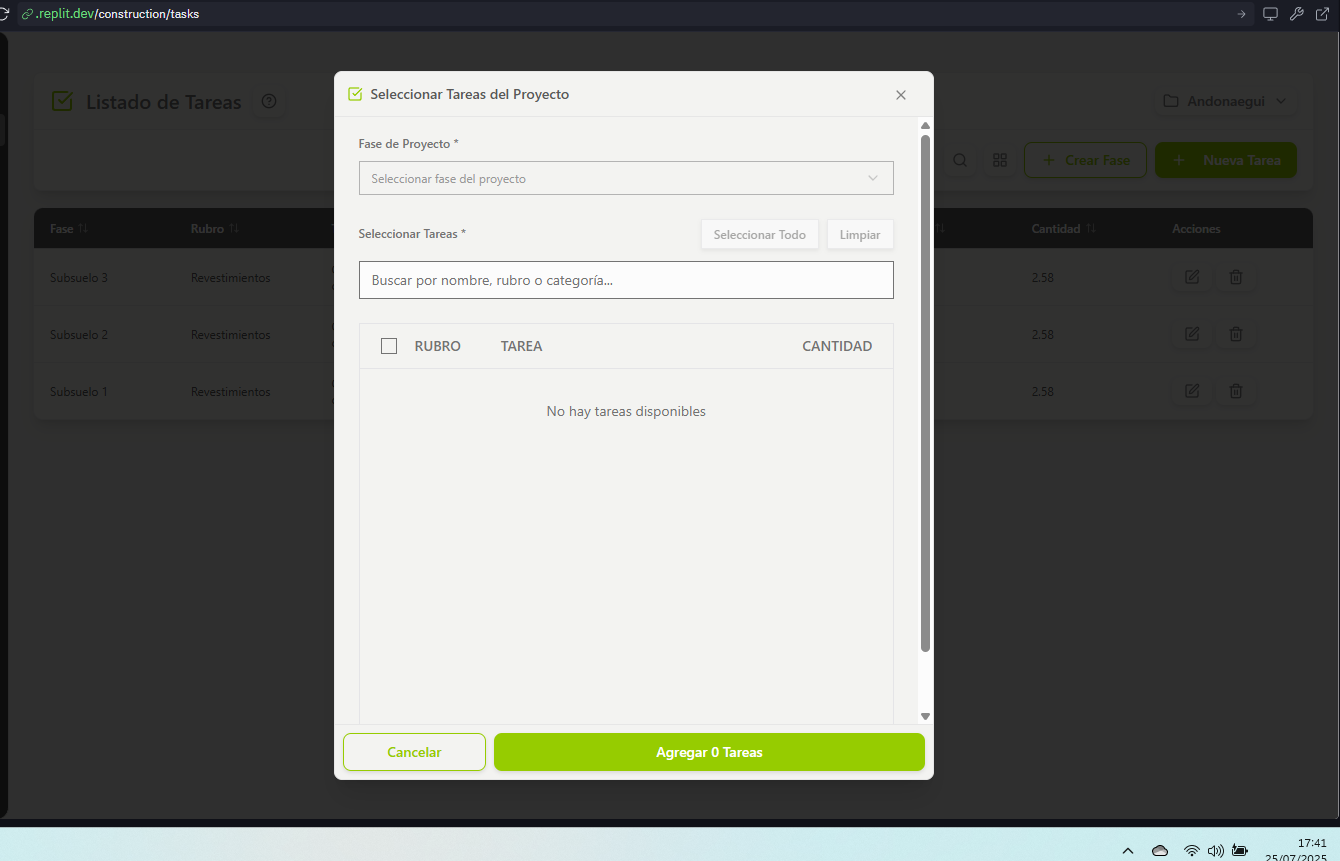 .replit.dev/construction/tasks
Listado de Tareas
Andonaegui
Crear Fase
Nueva Tarea
Seleccionar Tareas del Proyecto
Fase de Proyecto *
Seleccionar fase del proyecto
Seleccionar Tareas *
Seleccionar Todo
Limpiar
Buscar por nombre, rubro o categoría...
RUBRO TAREA CANTIDAD
No hay tareas disponibles
Cancelar
Agregar 0 Tareas
Fase Rubro Cantidad Acciones
Subsuelo 3 Revestimientos 2.58
Subsuelo 2 Revestimientos 2.58
Subsuelo 1 Revestimientos 2.58
17:41
25/07/2025